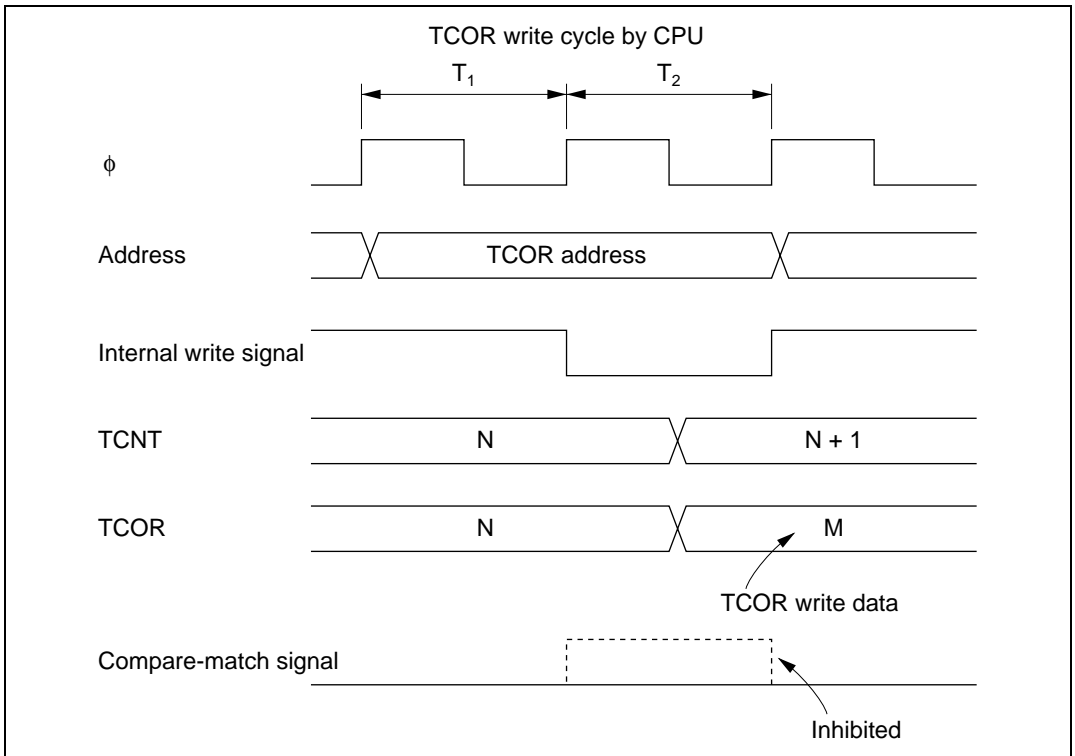 TCOR write cycle by CPU
T₁ T₂
ϕ
Address TCOR address
Internal write signal
TCNT N N + 1
TCOR N M
TCOR write data
Compare-match signal
Inhibited